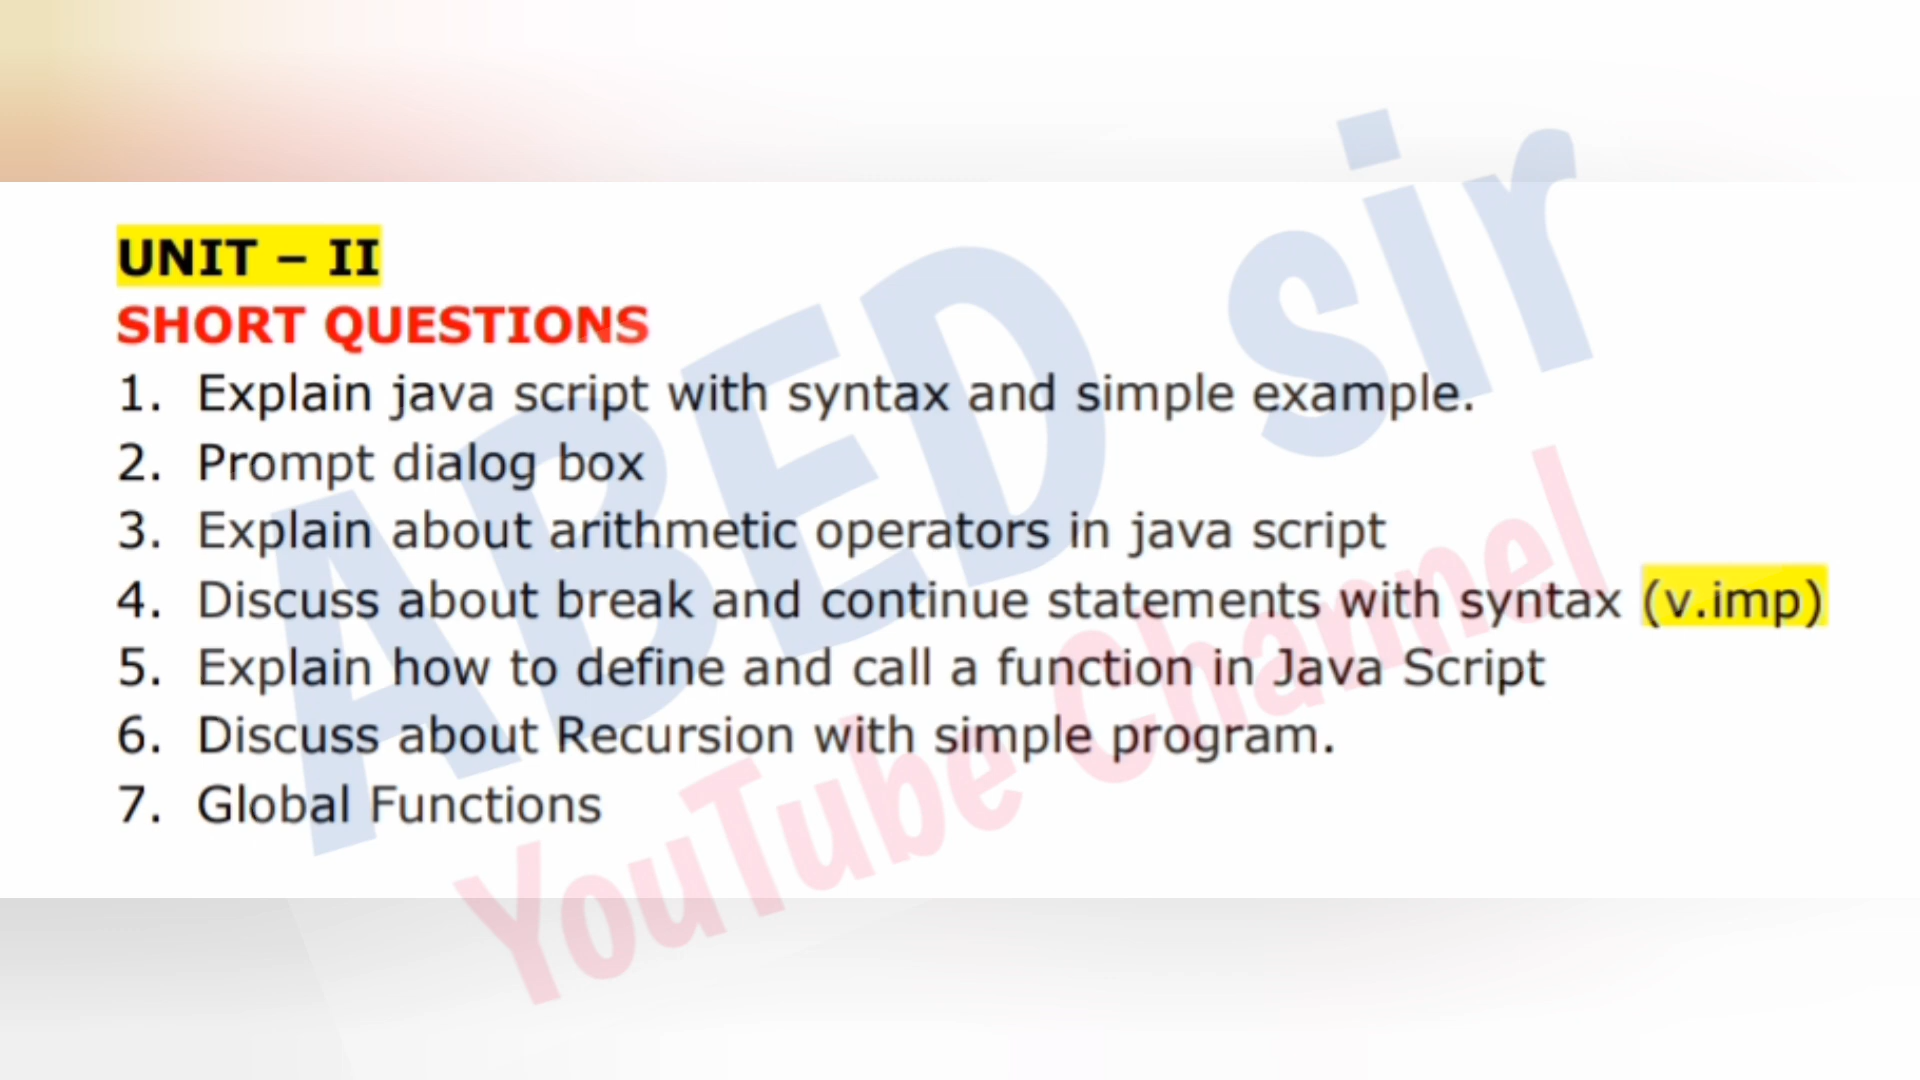 UNIT – II
SHORT QUESTIONS
1. Explain java script with syntax and simple example.
2. Prompt dialog box
3. Explain about arithmetic operators in java script
4. Discuss about break and continue statements with syntax (v.imp)
5. Explain how to define and call a function in Java Script
6. Discuss about Recursion with simple program.
7. Global Functions
ABED sir
YouTube Channel